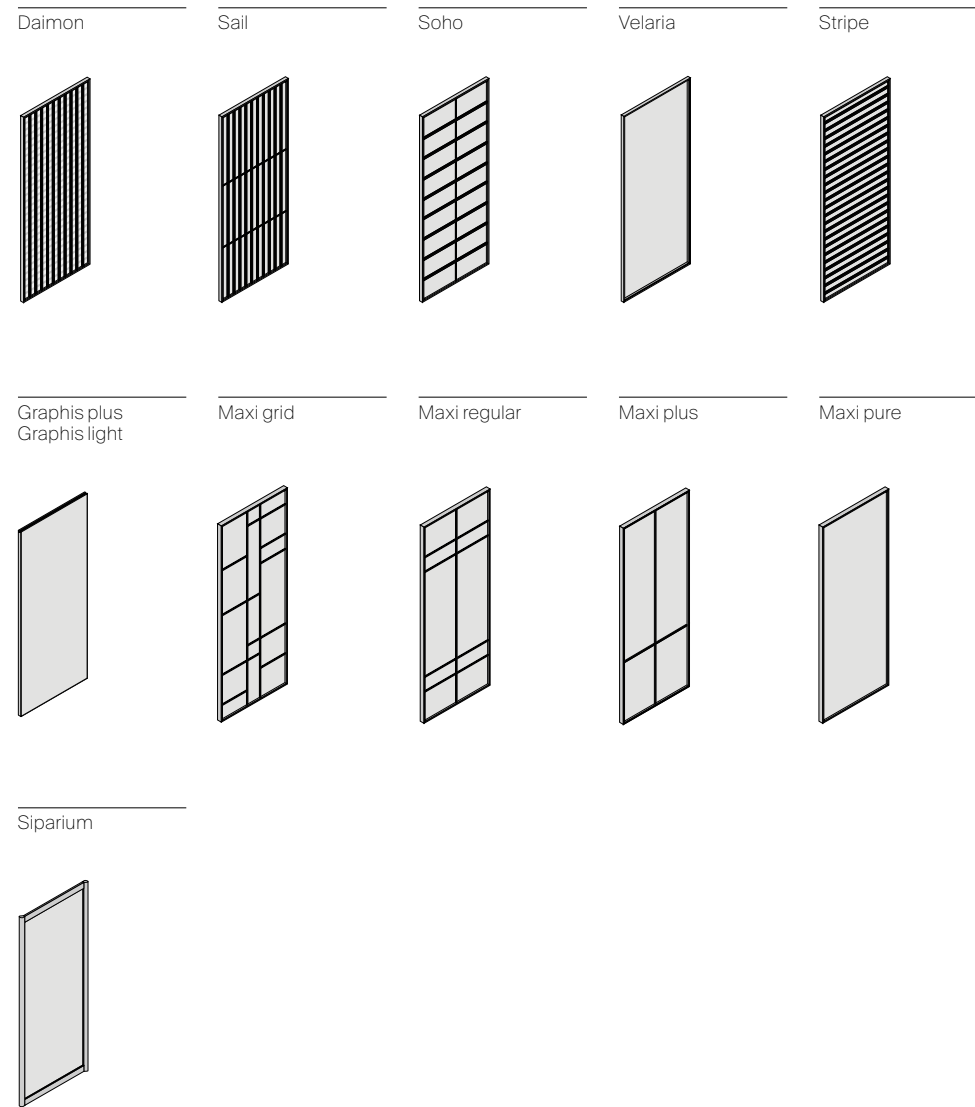 Daimon
Sail
Soho
Velaria
Stripe
Graphis plus
Graphis light
Maxi grid
Maxi regular
Maxi plus
Maxi pure
Siparium